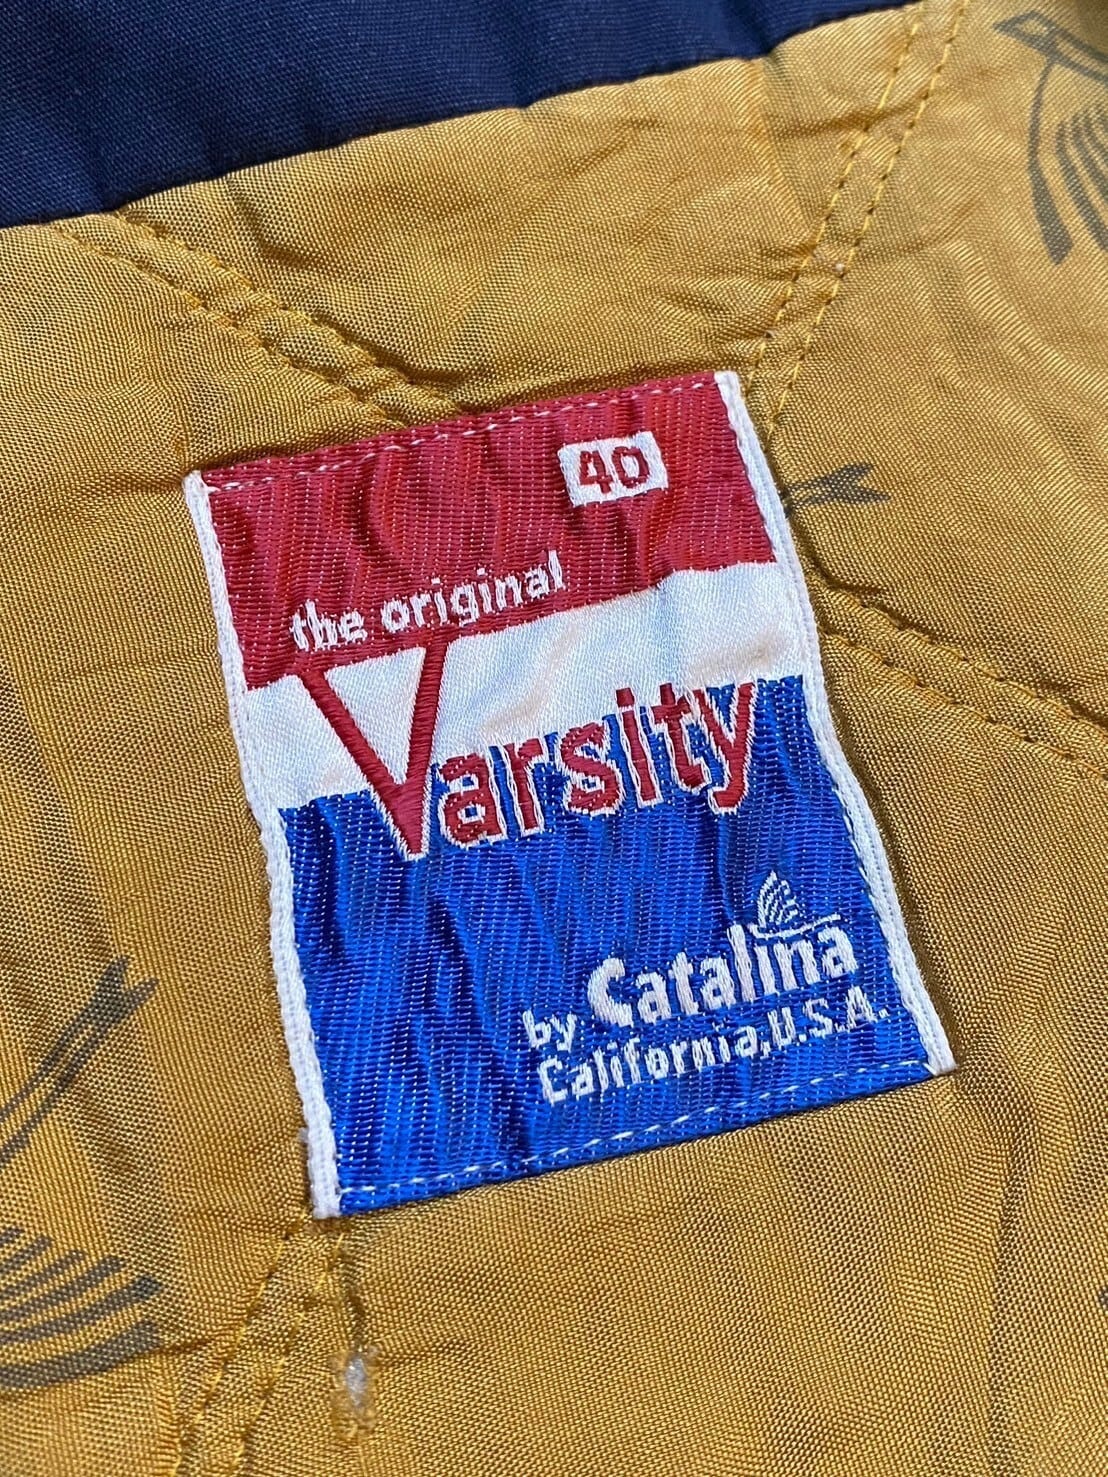 40
the original
Varsity
by Catalina
California, U.S.A.